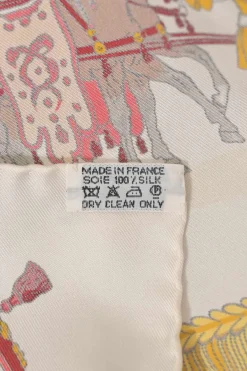 MADE IN FRANCE
SOIE 100% SILK
DRY CLEAN ONLY